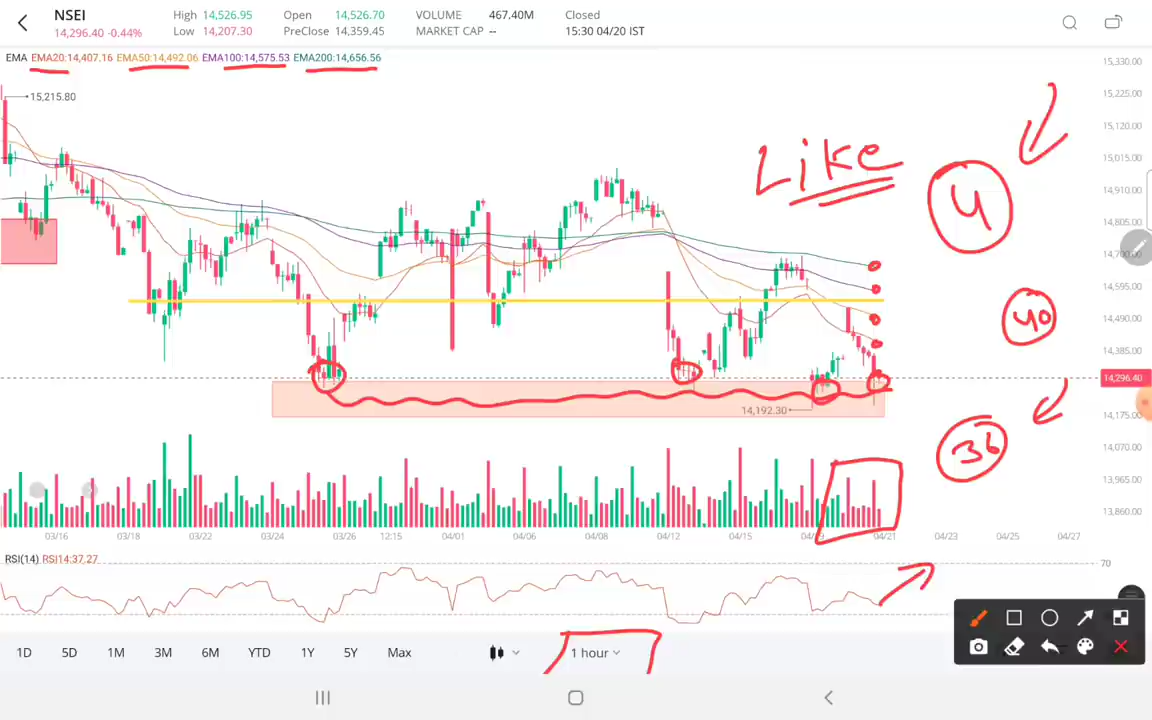 NSEI
14,296.40 -0.44%
High 14,526.95 Open 14,526.70 VOLUME 467.40M Closed
Low 14,207.30 PreClose 14,359.45 MARKET CAP -- 15:30 04/20 IST
EMA EMA20:14,407.16 EMA50:14,492.06 EMA100:14,575.53 EMA200:14,656.56
15,330.00
15,225.00
15,215.80
15,120.00
Like
15,015.00
4
14,910.00
14,805.00
14,700.00
14,595.00
40
14,490.00
14,385.00
14,296.40
14,192.30
14,175.00
36
14,070.00
13,965.00
13,860.00
03/16 03/18 03/22 03/24 03/26 12:15 04/01 04/06 04/08 04/12 04/15 04/19 04/21 04/23 04/25 04/27
RSI(14) RSI14:37.27
70
1D 5D 1M 3M 6M YTD 1Y 5Y Max 1 hour